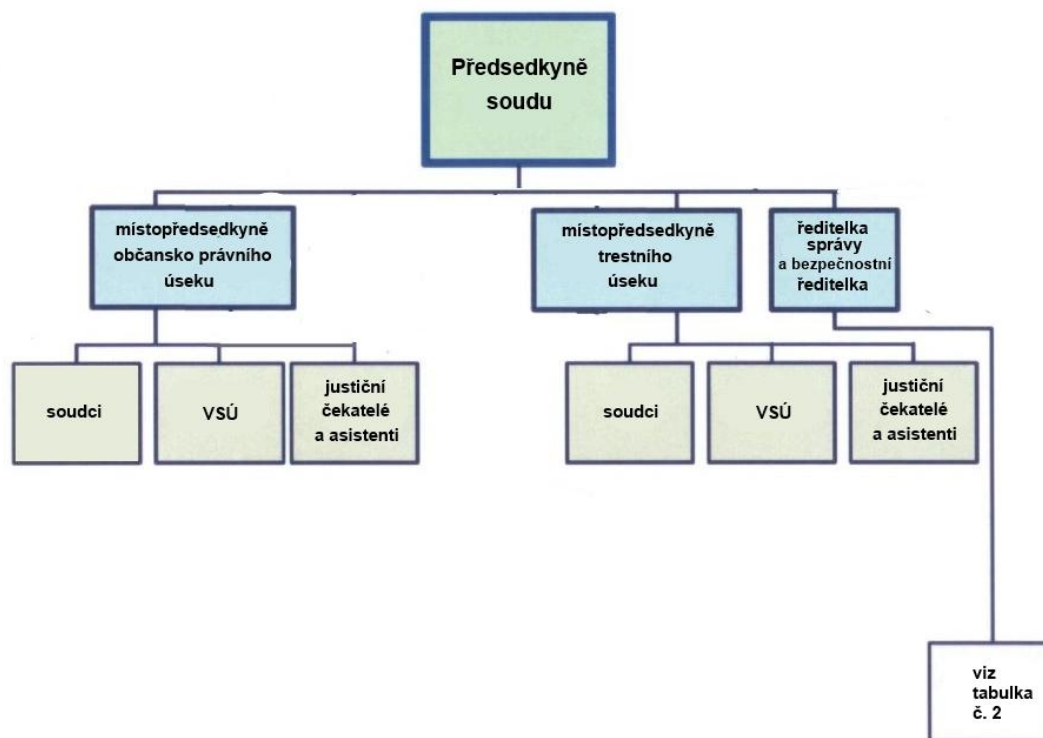 Předsedkyně
soudu
místopředsedkyně
občansko právního
úseku
místopředsedkyně
trestního
úseku
ředitelka
správy
a bezpečnostní
ředitelka
soudci
VSÚ
justiční
čekatelé
a asistenti
soudci
VSÚ
justiční
čekatelé
a asistenti
viz
tabulka
č. 2